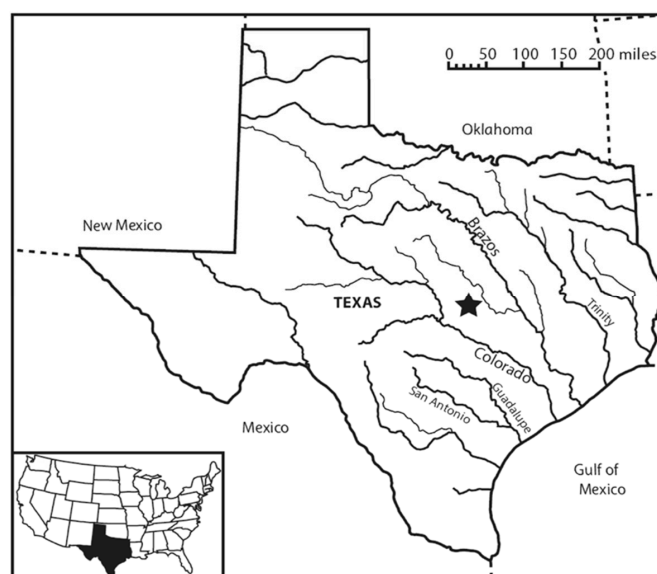 0 50 100 150 200 miles
Oklahoma
New Mexico
Brazos
TEXAS
Trinity
Colorado
Guadalupe
San Antonio
Mexico
Gulf of
Mexico